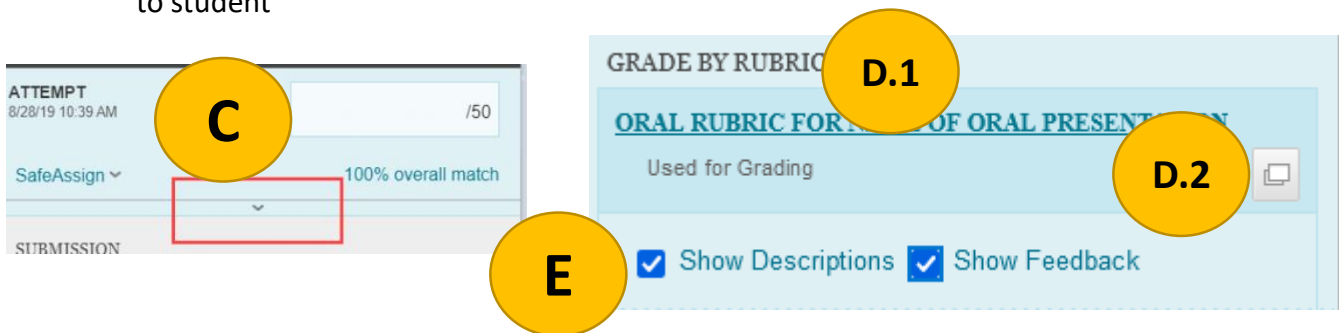 to student
ATTEMPT
8/28/19 10:39 AM
C
/50
SafeAssign
100% overall match
SUBMISSION
GRADE BY RUBRIC
D.1
ORAL RUBRIC FOR OF ORAL
Used for Grading
D.2
E
Show Descriptions Show Feedback